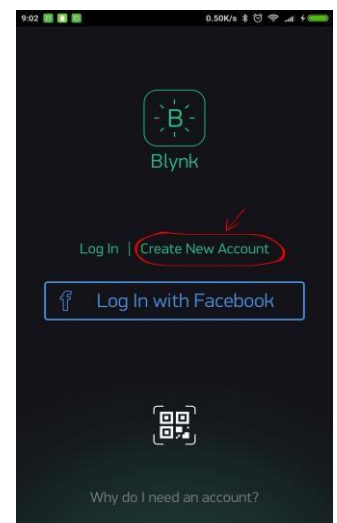 9:02 0.50K/s
B
Blynk
Log In | Create New Account
f Log In with Facebook
Why do I need an account?